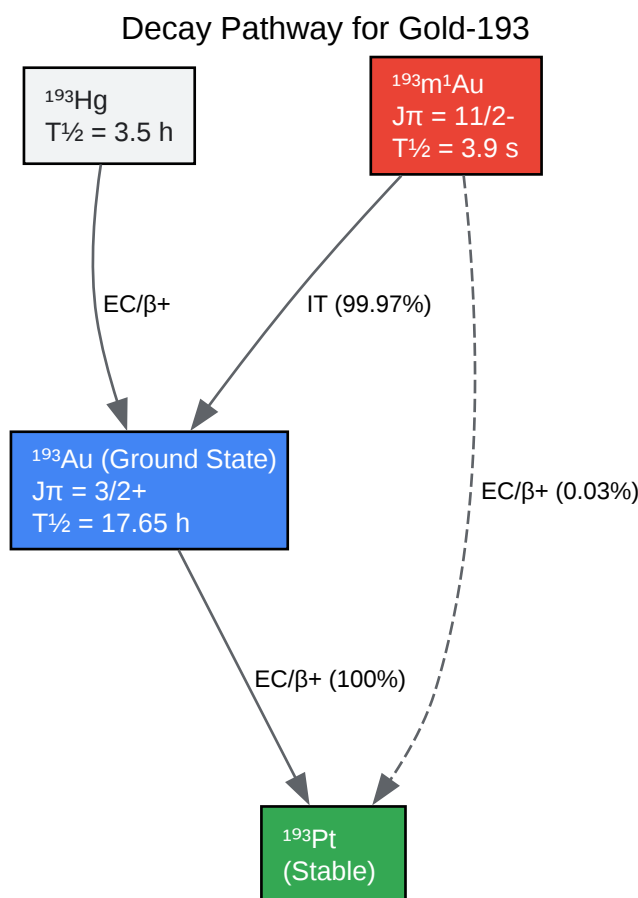 Decay Pathway for Gold-193
¹⁹³Hg
T½ = 3.5 h
¹⁹³m¹Au
Jπ = 11/2-
T½ = 3.9 s
EC/β+
IT (99.97%)
¹⁹³Au (Ground State)
Jπ = 3/2+
T½ = 17.65 h
EC/β+ (0.03%)
EC/β+ (100%)
¹⁹³Pt
(Stable)